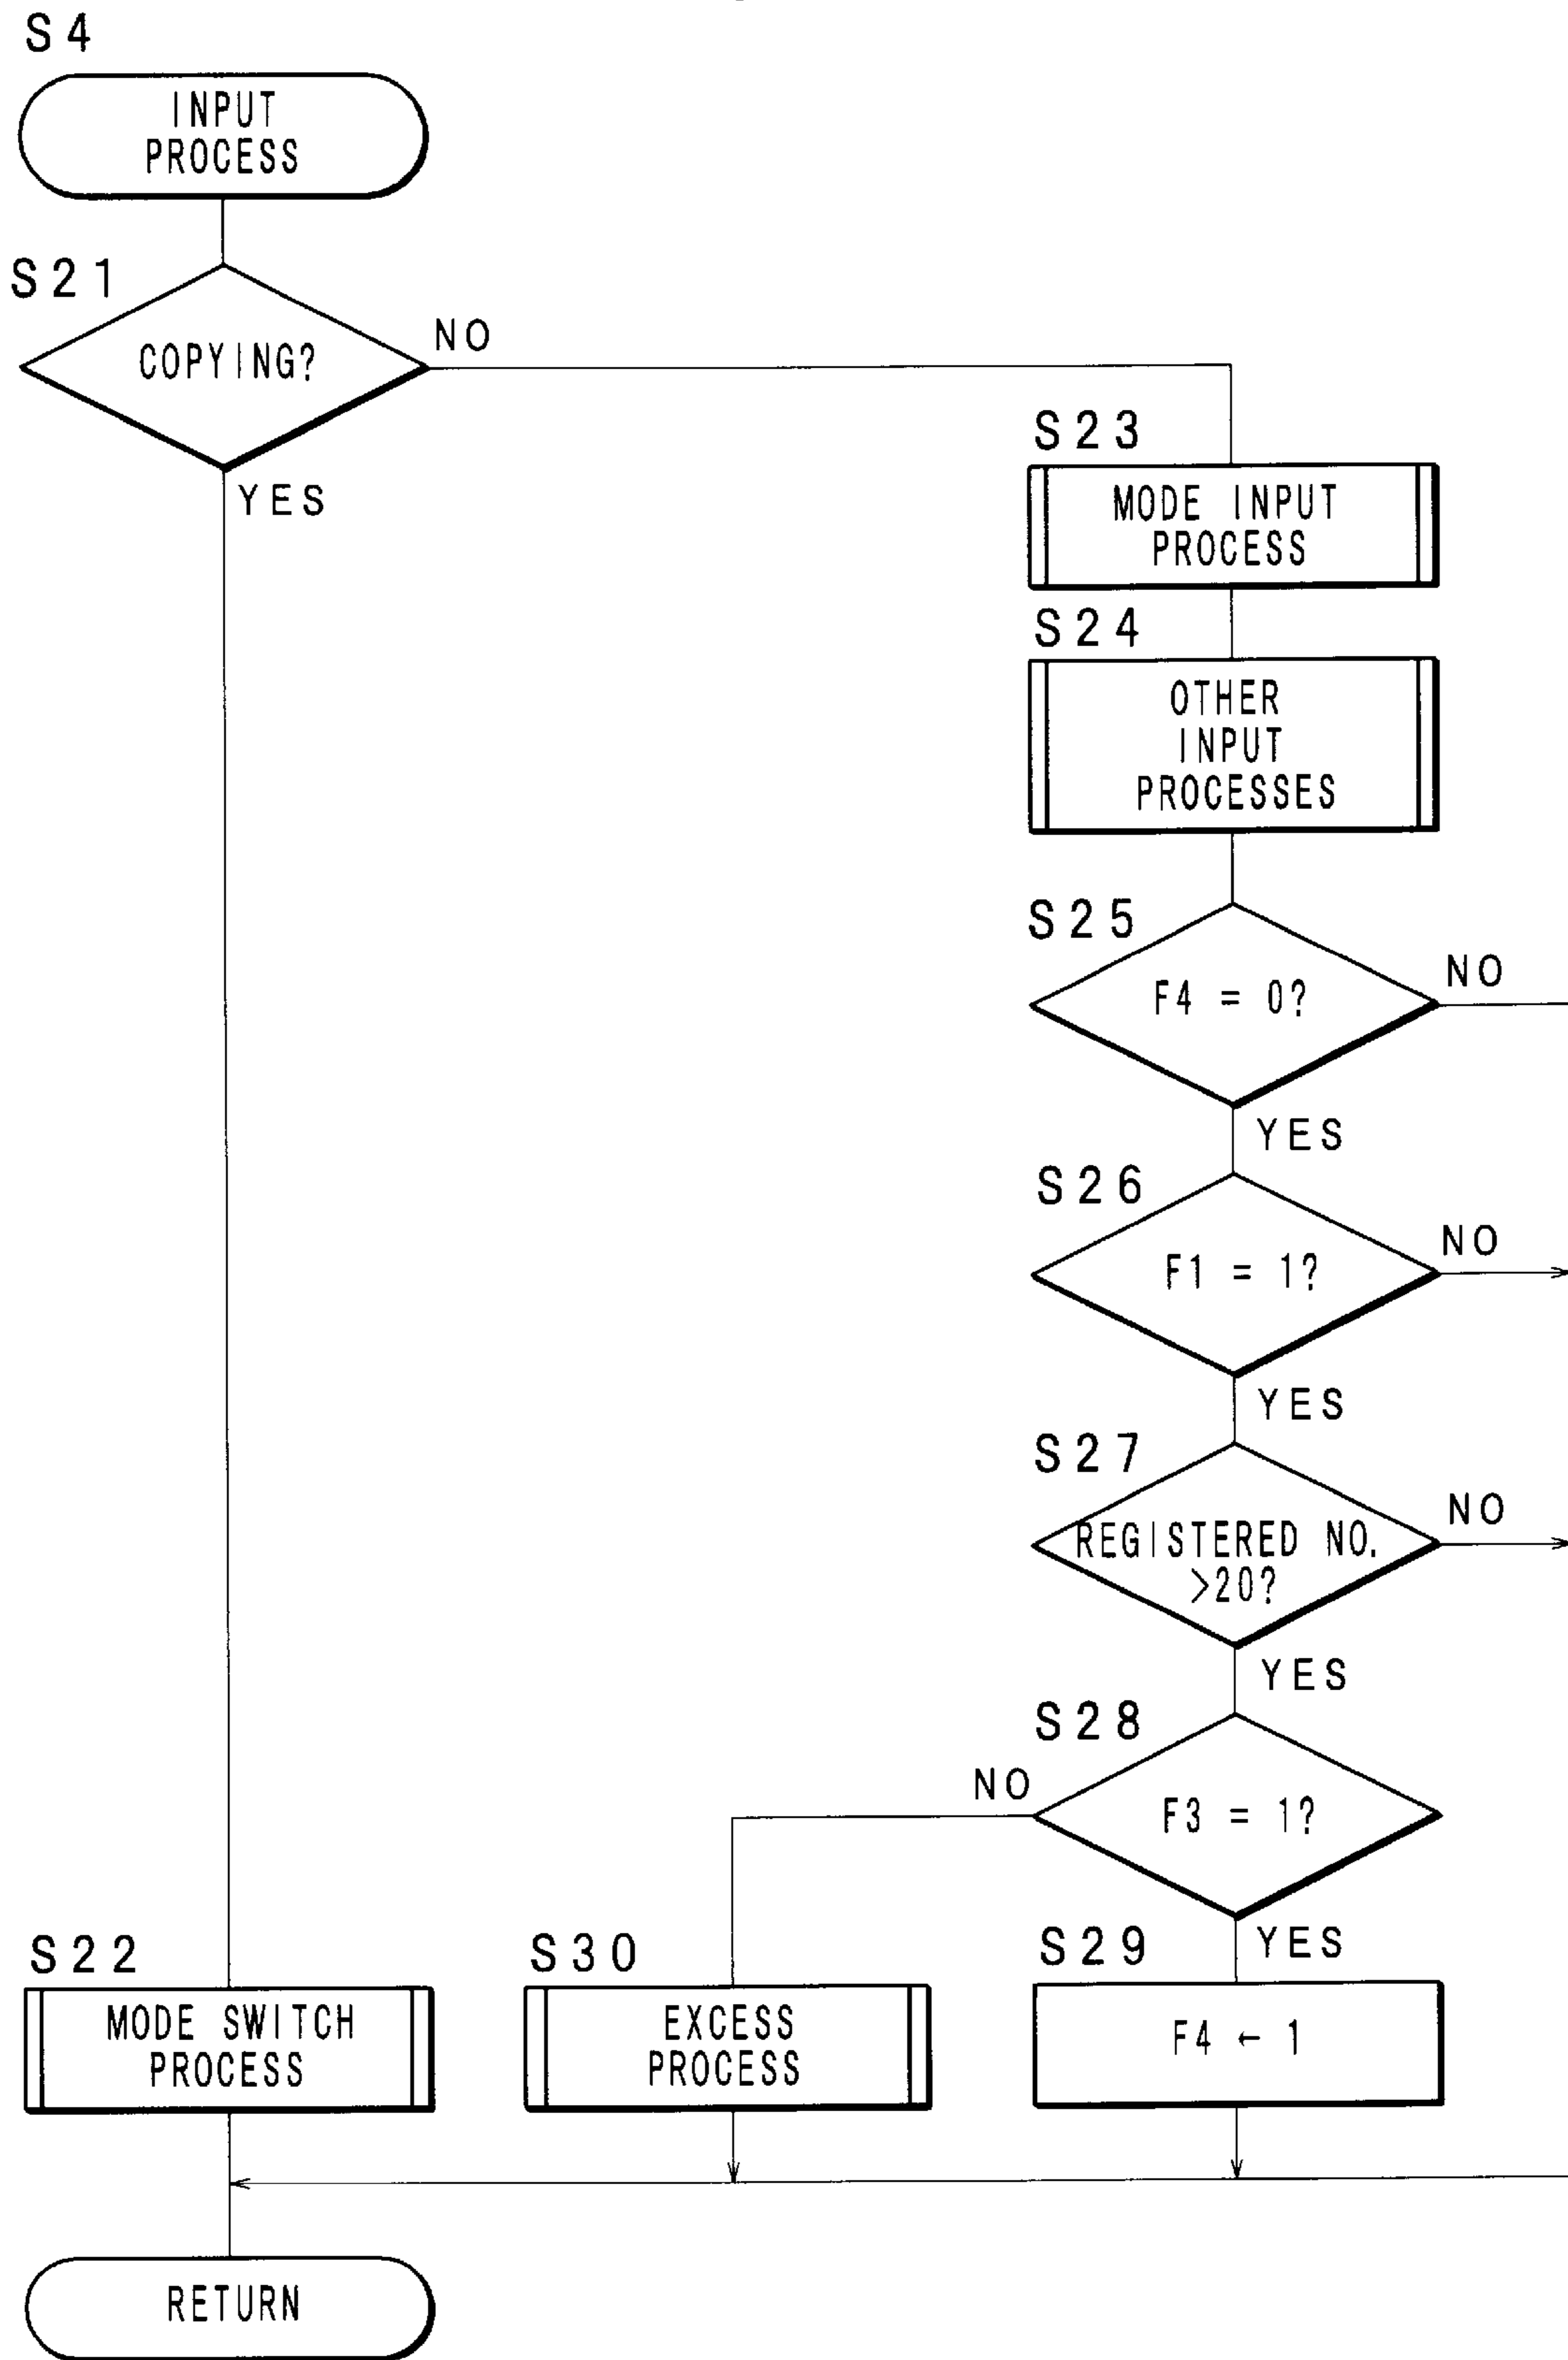 S4
INPUT
PROCESS
S21
COPYING?
NO
YES
S23
MODE INPUT
PROCESS
S24
OTHER
INPUT
PROCESSES
S25
F4 = 0?
NO
YES
S26
F1 = 1?
NO
YES
S27
REGISTERED NO.
>20?
NO
YES
S28
F3 = 1?
NO
YES
S22
MODE SWITCH
PROCESS
S30
EXCESS
PROCESS
S29
F4 ← 1
RETURN